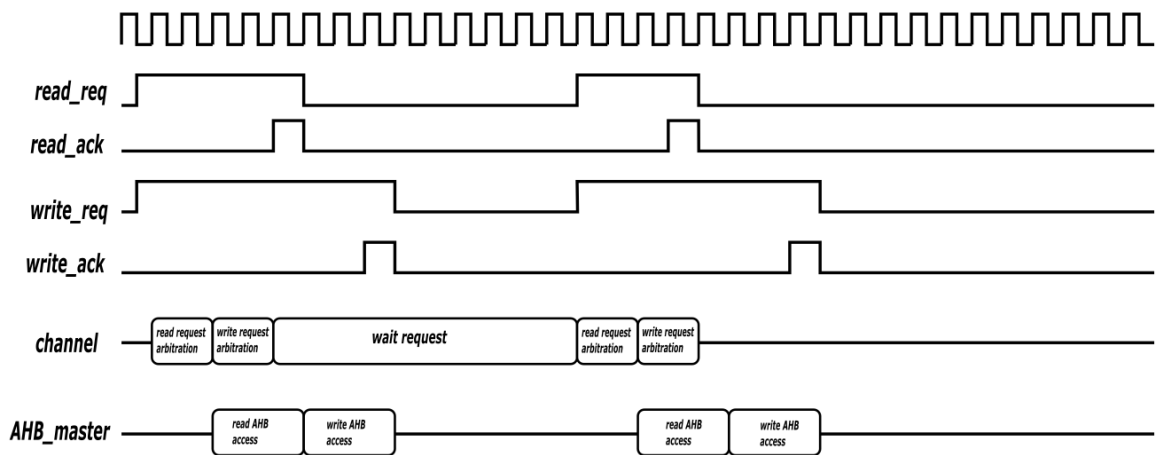 read_req
read_ack
write_req
write_ack
channel
read request
arbitration
write request
arbitration
wait request
read request
arbitration
write request
arbitration
AHB_master
read AHB
access
write AHB
access
read AHB
access
write AHB
access